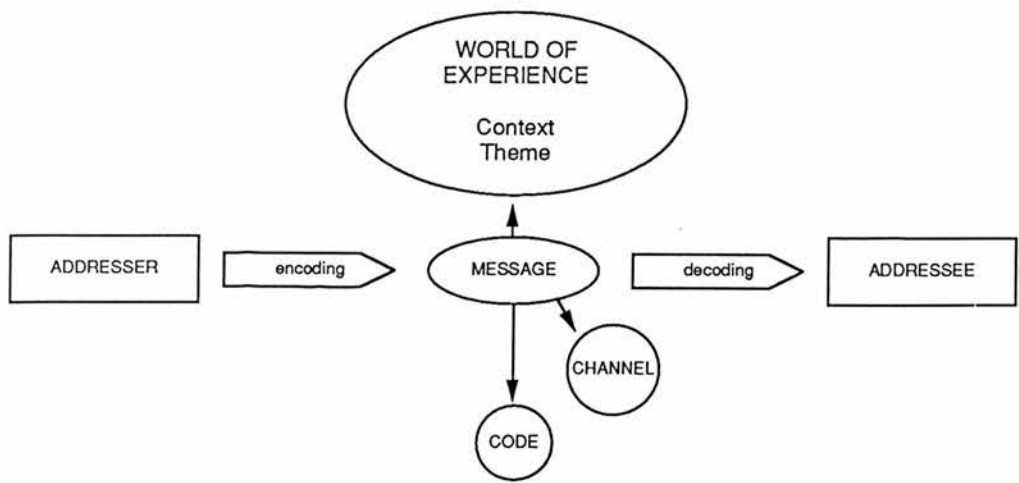 WORLD OF
EXPERIENCE
Context
Theme
ADDRESSER
encoding
MESSAGE
decoding
ADDRESSEE
CHANNEL
CODE